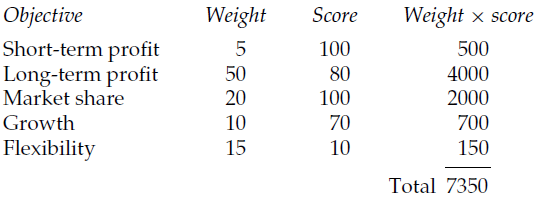 Objective Weight Score Weight × score
Short-term profit 5 100 500
Long-term profit 50 80 4000
Market share 20 100 2000
Growth 10 70 700
Flexibility 15 10 150
Total 7350